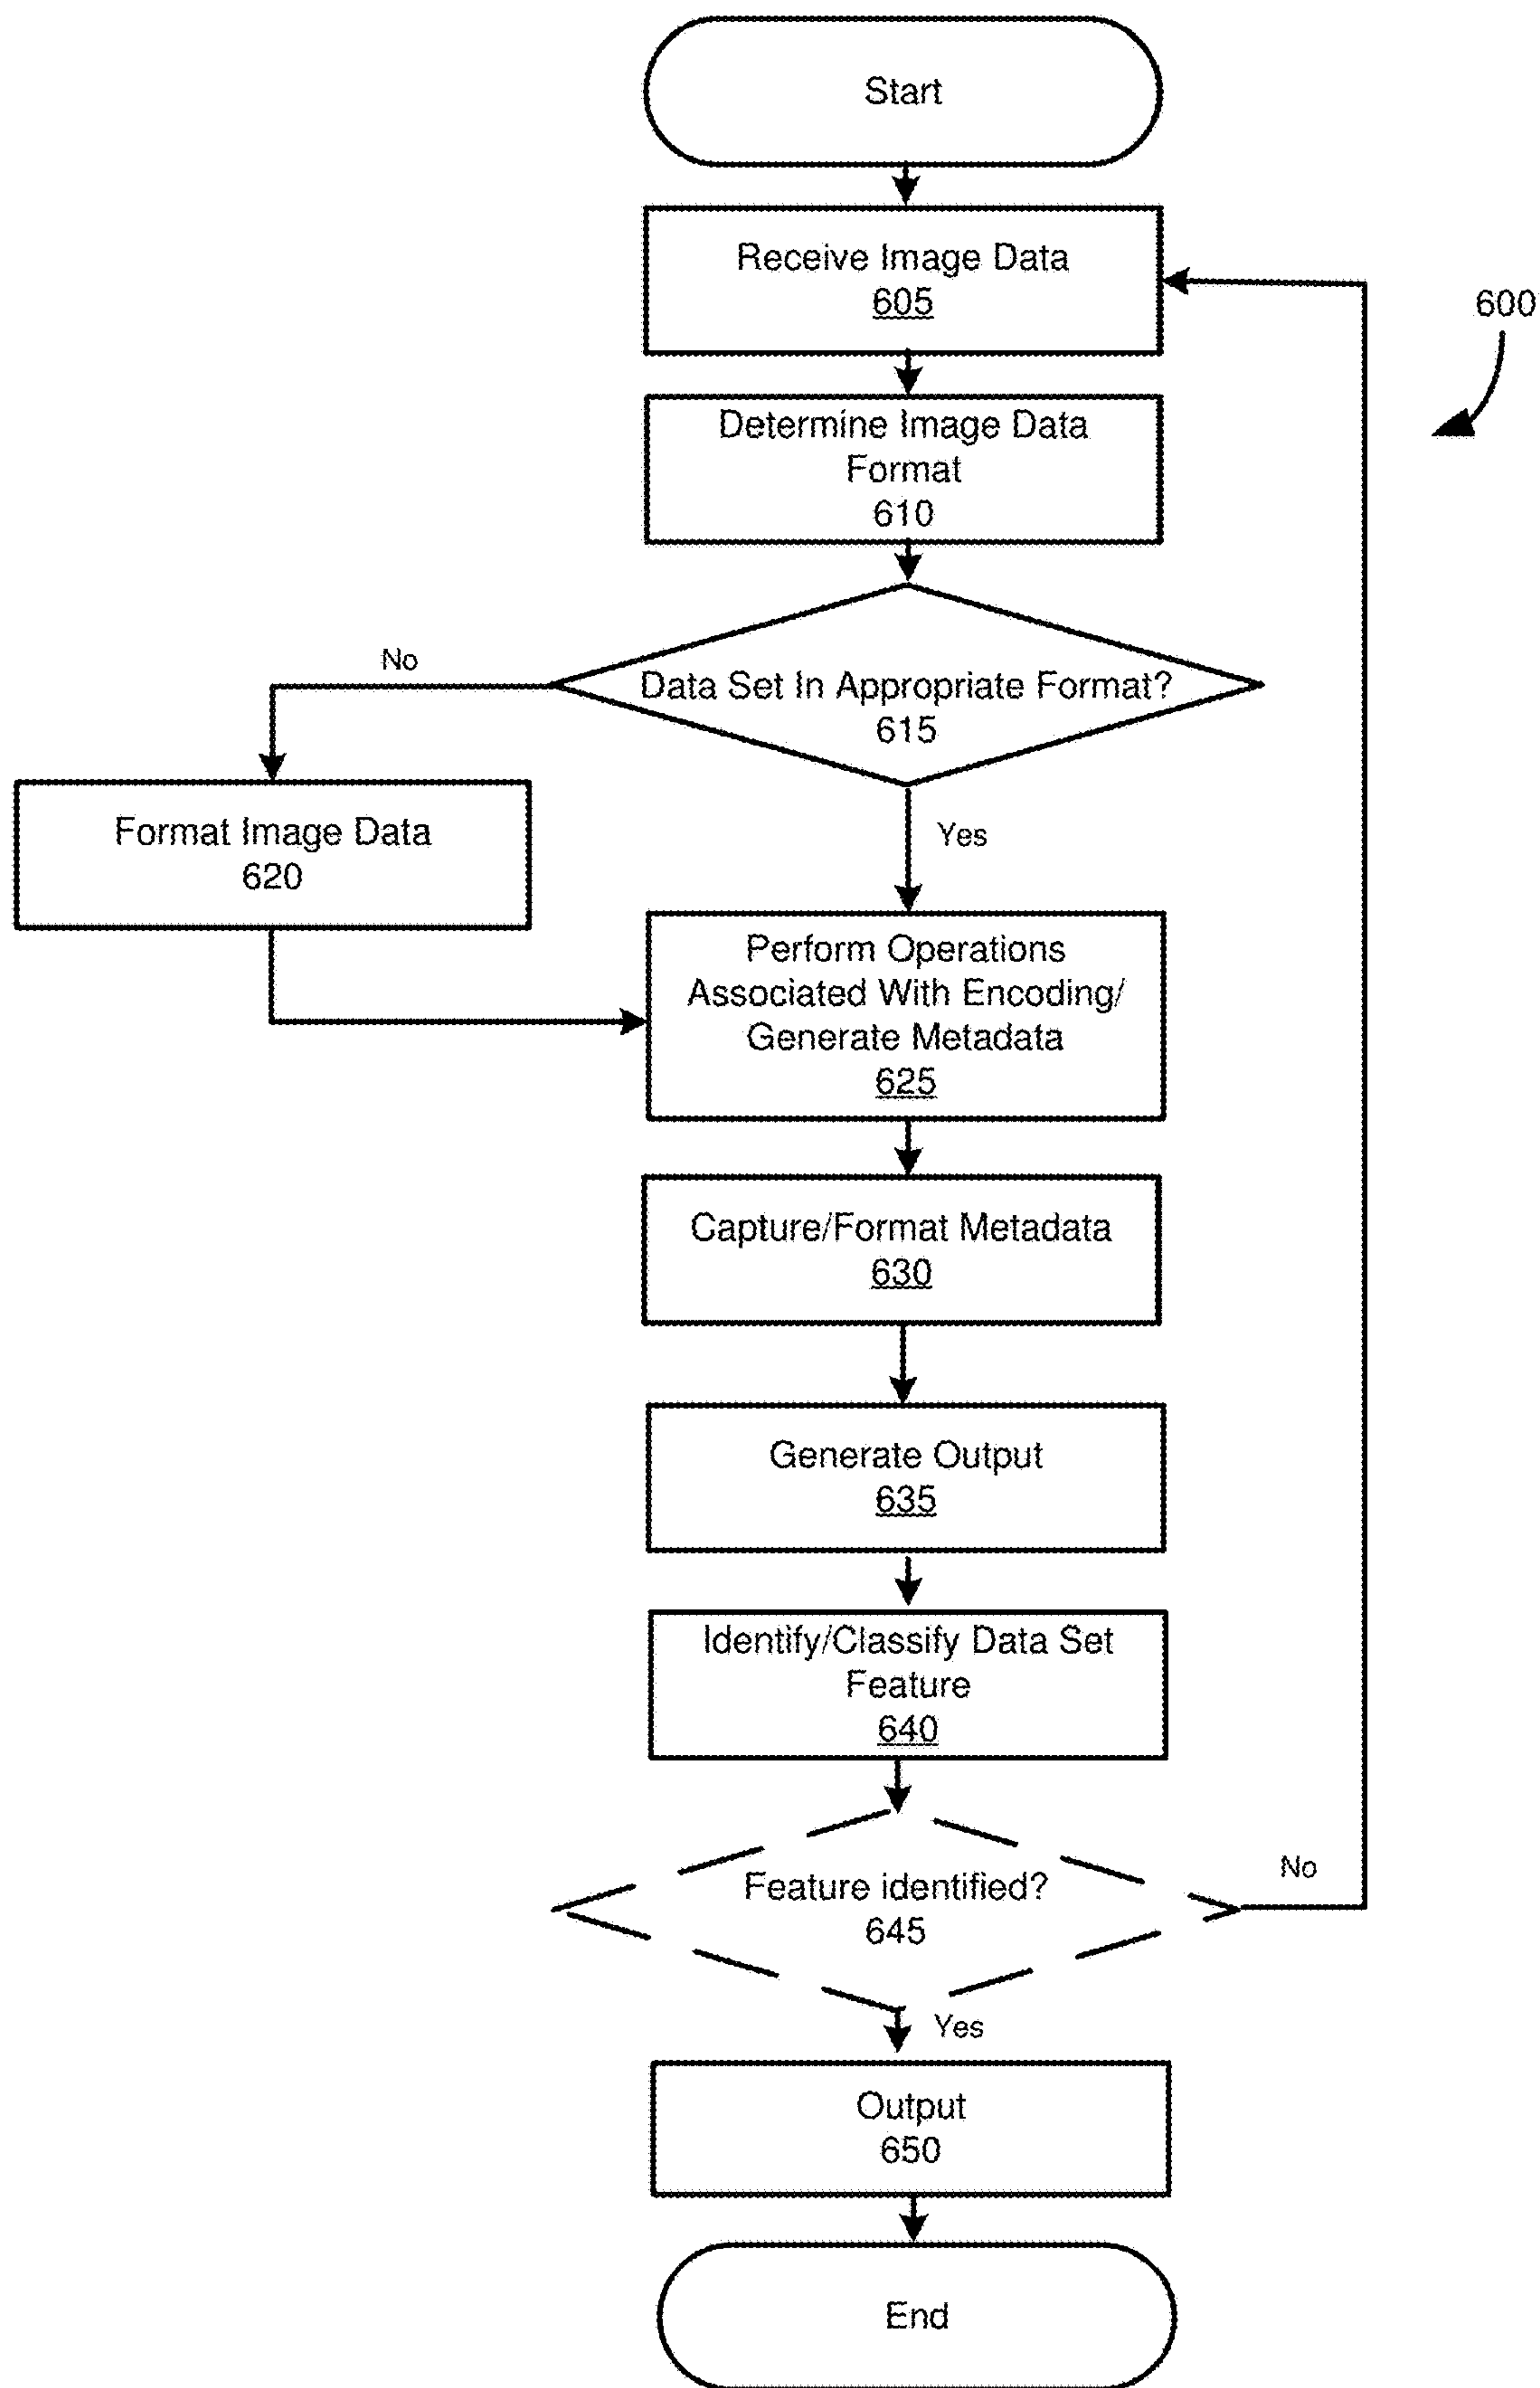 Start
Receive Image Data
605
600
Determine Image Data
Format
610
No
Data Set In Appropriate Format?
615
Format Image Data
620
Yes
Perform Operations
Associated With Encoding/
Generate Metadata
625
Capture/Format Metadata
630
Generate Output
635
Identify/Classify Data Set
Feature
640
Feature identified?
645
No
Yes
Output
650
End